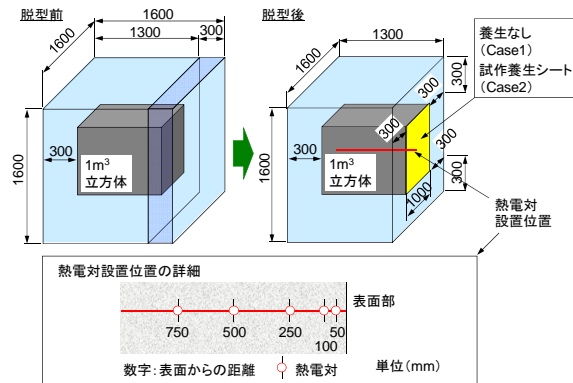 脱型前
1600
1300
300
1600
1600
300
1m³
立方体
脱型後
1300
1600
300
300
300
300
300
1600
300
1m³
立方体
1000
養生なし
(Case1)
試作養生シート
(Case2)
熱電対
設置位置
熱電対設置位置の詳細
表面部
750
500
250
50
100
数字：表面からの距離
熱電対
単位(mm)